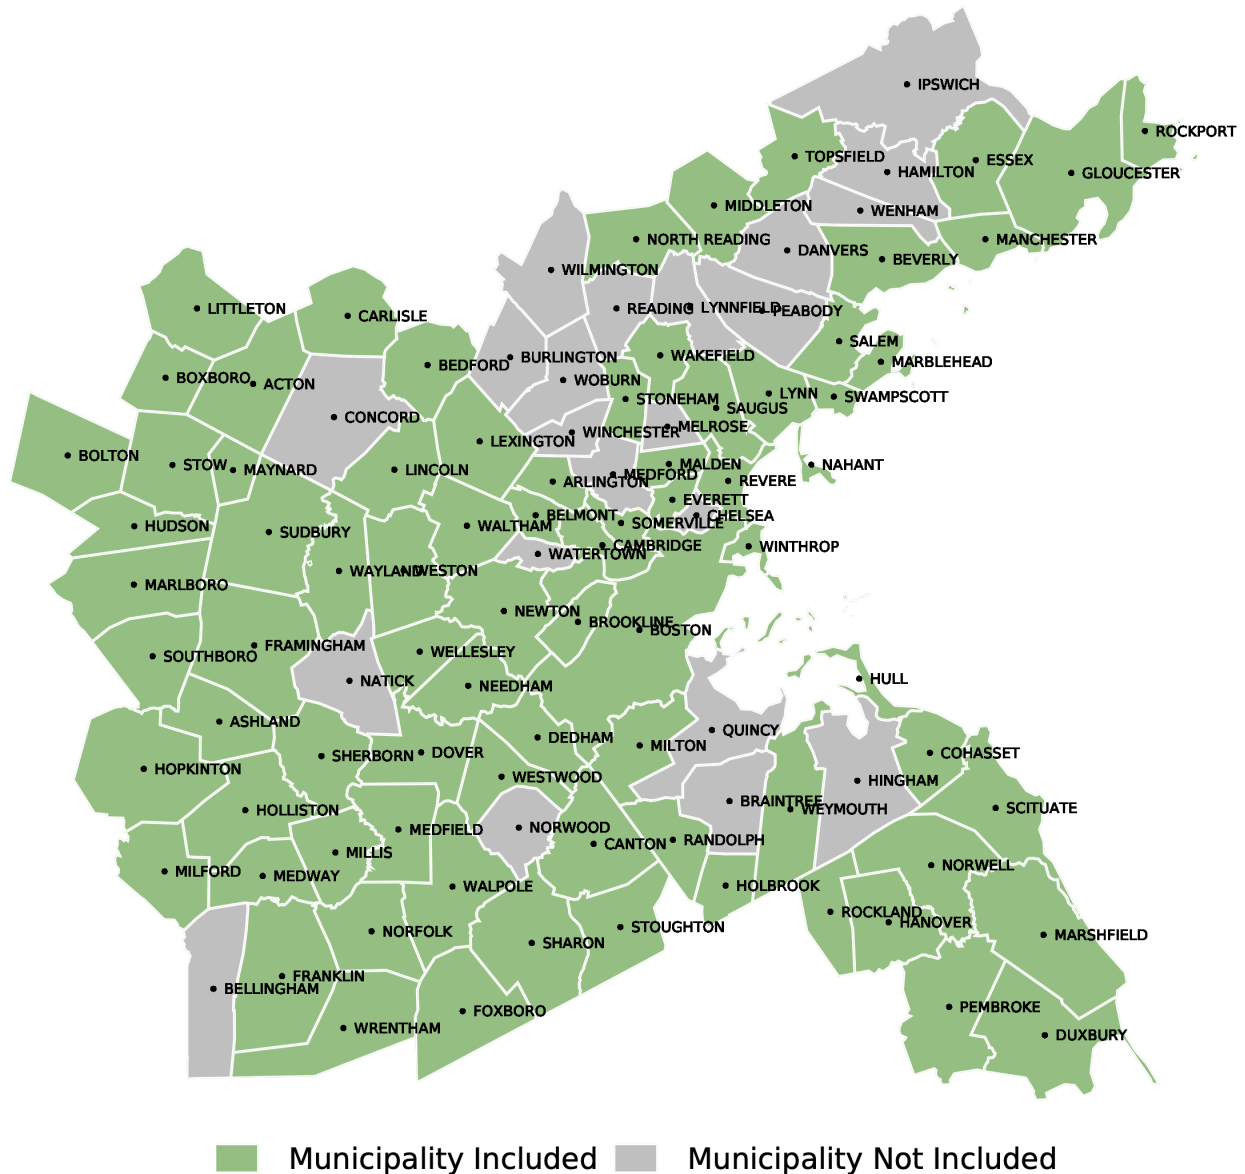 IPSWICH
ROCKPORT
TOPSFIELD
ESSEX
HAMILTON
GLOUCESTER
MIDDLETON
WENHAM
NORTH READING
MANCHESTER
DANVERS
BEVERLY
WILMINGTON
LITTLETON
READING
LYNNFIELD
PEABODY
CARLISLE
SALEM
BURLINGTON
WAKEFIELD
MARBLEHEAD
BEDFORD
BOXBORO
ACTON
WOBURN
LYNN
SWAMPSCOTT
STONEHAM
SAUGUS
CONCORD
MELROSE
WINCHESTER
LEXINGTON
BOLTON
STOW
MAYNARD
LINCOLN
MALDEN
NAHANT
MEDFORD
ARLINGTON
REVERE
EVERETT
BELMONT
CHELSEA
SOMERVILLE
HUDSON
SUDBURY
WALTHAM
CAMBRIDGE
WINTHROP
WATERTOWN
WAYLAND
WESTON
MARLBORO
NEWTON
BROOKLINE
BOSTON
FRAMINGHAM
WELLESLEY
SOUTHBORO
NATICK
NEEDHAM
HULL
ASHLAND
QUINCY
DEDHAM
MILTON
SHERBORN
DOVER
COHASSET
HOPKINTON
WESTWOOD
HINGHAM
BRAINTREE
WEYMOUTH
SCITUATE
HOLLISTON
MEDFIELD
NORWOOD
CANTON
RANDOLPH
MILLIS
NORWELL
MILFORD
MEDWAY
WALPOLE
HOLBROOK
ROCKLAND
HANOVER
STOUGHTON
NORFOLK
MARSHFIELD
SHARON
FRANKLIN
BELLINGHAM
PEMBROKE
FOXBORO
WRENTHAM
DUXBURY
Municipality Included
Municipality Not Included